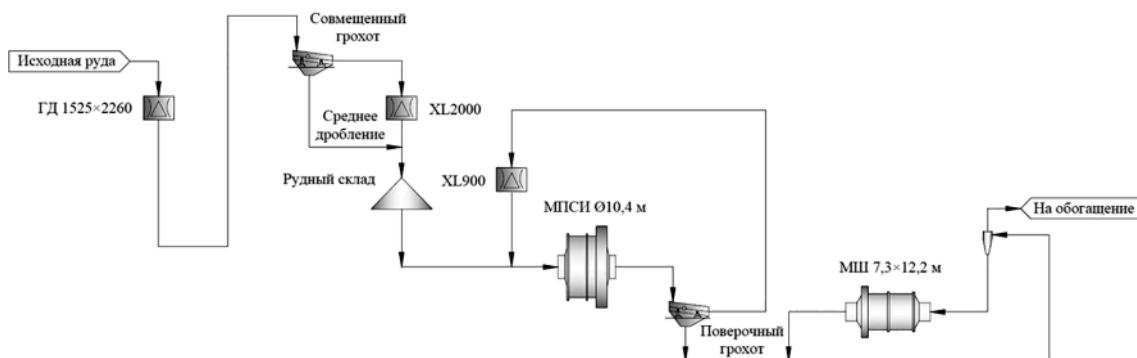 Совмещенный
грохот
Исходная руда
ГД 1525×2260
XL2000
Среднее
дробление
Рудный склад
XL900
МПСИ Ø10,4 м
На обогащение
МШ 7,3×12,2 м
Поверочный
грохот